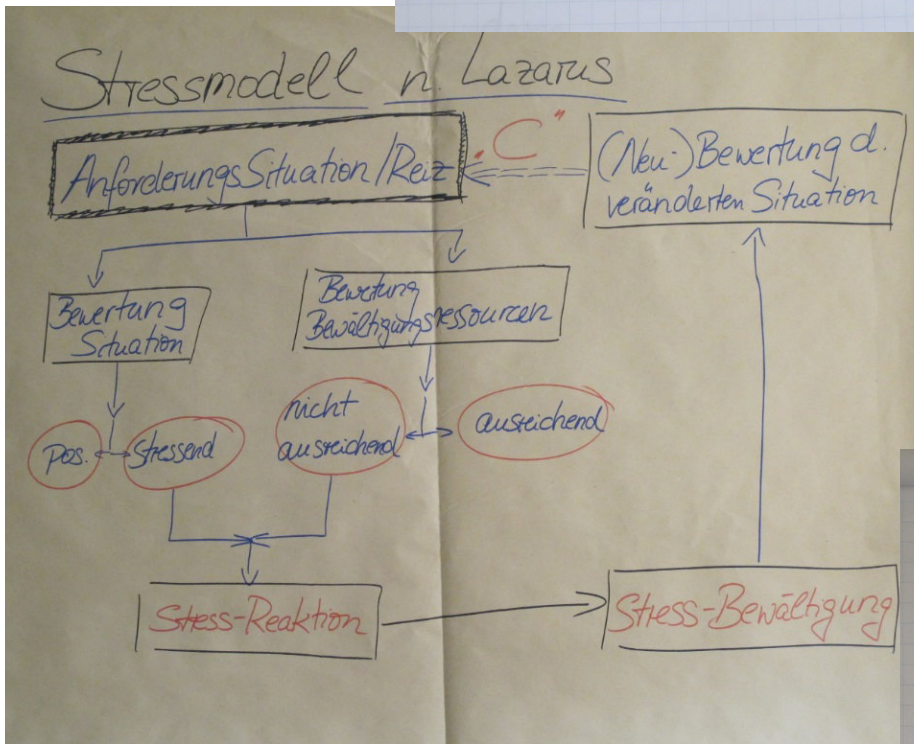 Stressmodell n. Lazarus
AnforderungsSituation/Reiz
"C"
(Neu-)Bewertung d.
veränderten Situation
Bewertung
Situation
Bewertung
Bewältigungsressourcen
pos.
stressend
nicht
ausreichend
ausreichend
Stress-Reaktion
Stress-Bewältigung